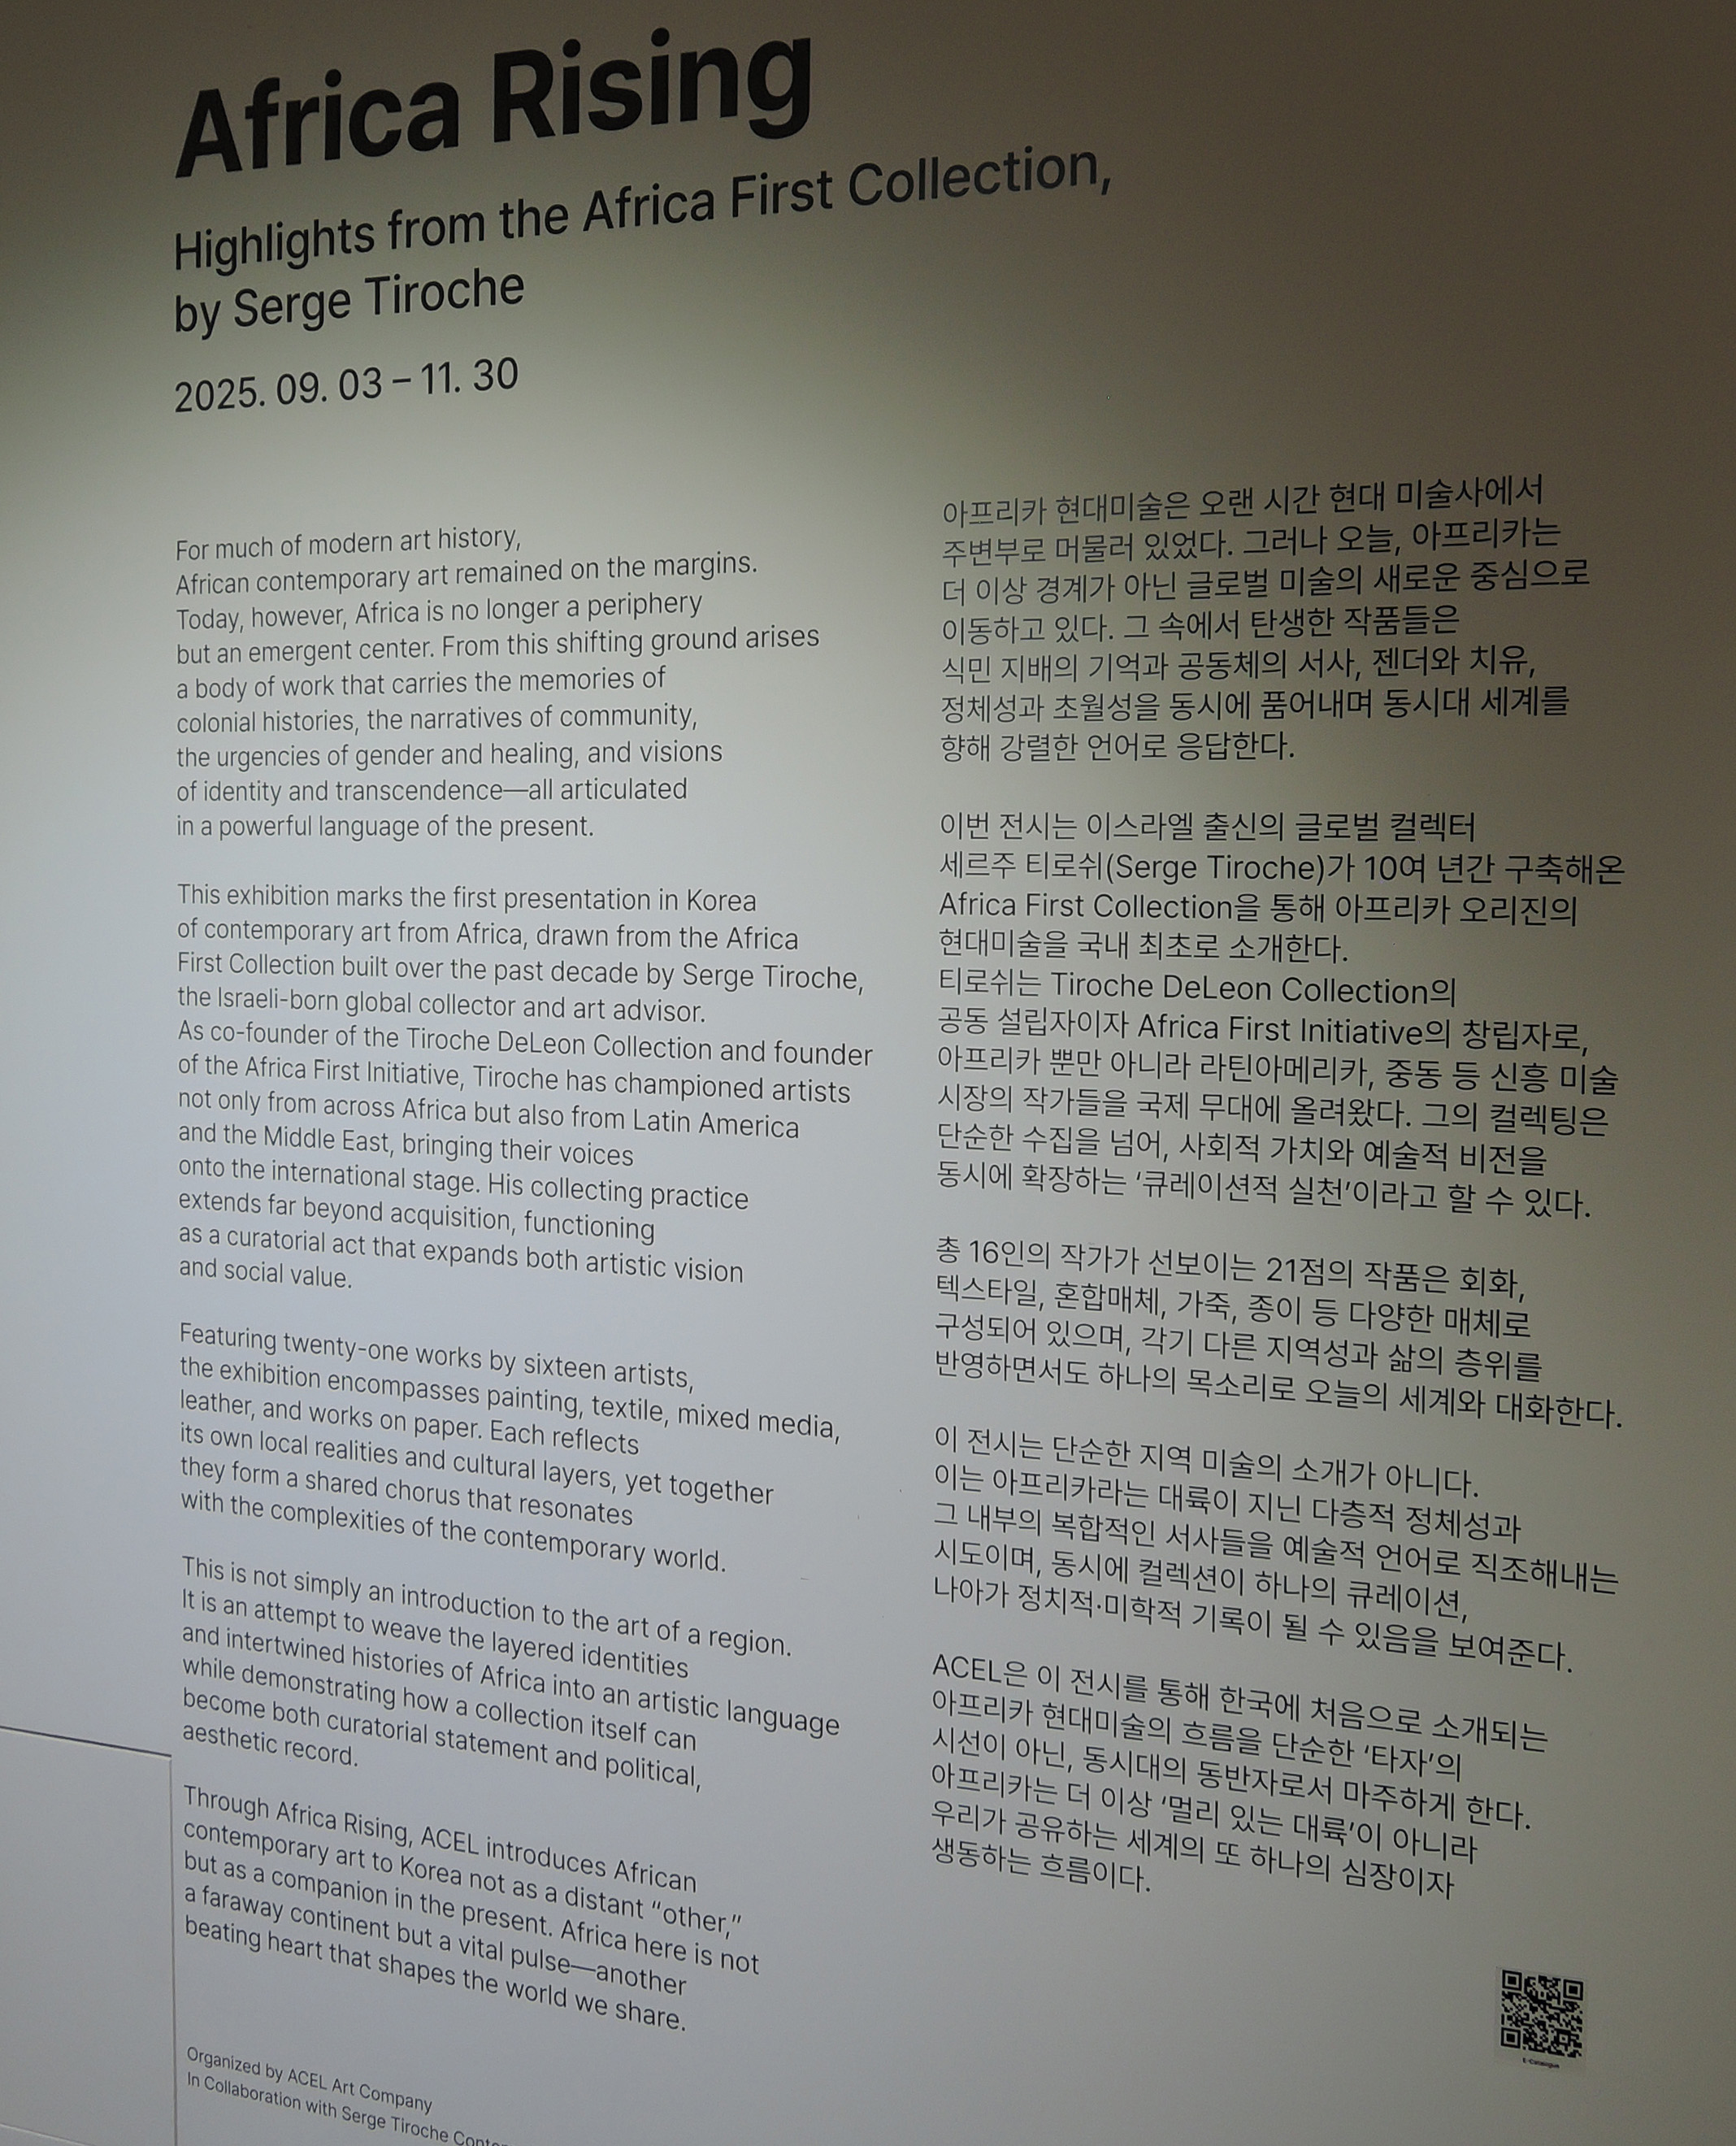 Africa Rising
Highlights from the Africa First Collection,
by Serge Tiroche
2025. 09. 03 – 11. 30
For much of modern art history,
African contemporary art remained on the margins.
Today, however, Africa is no longer a periphery
but an emergent center. From this shifting ground arises
a body of work that carries the memories of
colonial histories, the narratives of community,
the urgencies of gender and healing, and visions
of identity and transcendence—all articulated
in a powerful language of the present.
This exhibition marks the first presentation in Korea
of contemporary art from Africa, drawn from the Africa
First Collection built over the past decade by Serge Tiroche,
the Israeli-born global collector and art advisor.
As co-founder of the Tiroche DeLeon Collection and founder
of the Africa First Initiative, Tiroche has championed artists
not only from across Africa but also from Latin America
and the Middle East, bringing their voices
onto the international stage. His collecting practice
extends far beyond acquisition, functioning
as a curatorial act that expands both artistic vision
and social value.
Featuring twenty-one works by sixteen artists,
the exhibition encompasses painting, textile, mixed media,
leather, and works on paper. Each reflects
its own local realities and cultural layers, yet together
they form a shared chorus that resonates
with the complexities of the contemporary world.
This is not simply an introduction to the art of a region.
It is an attempt to weave the layered identities
and intertwined histories of Africa into an artistic language
while demonstrating how a collection itself can
become both curatorial statement and political,
aesthetic record.
Through Africa Rising, ACEL introduces African
contemporary art to Korea not as a distant “other,”
but as a companion in the present. Africa here is not
a faraway continent but a vital pulse—another
beating heart that shapes the world we share.
Organized by ACEL Art Company
In Collaboration with Serge Tiroche
아프리카 현대미술은 오랜 시간 현대 미술사에서
주변부로 머물러 있었다. 그러나 오늘, 아프리카는
더 이상 경계가 아닌 글로벌 미술의 새로운 중심으로
이동하고 있다. 그 속에서 탄생한 작품들은
식민 지배의 기억과 공동체의 서사, 젠더와 치유,
정체성과 초월성을 동시에 품어내며 동시대 세계를
향해 강렬한 언어로 응답한다.
이번 전시는 이스라엘 출신의 글로벌 컬렉터
세르주 티로쉬(Serge Tiroche)가 10여 년간 구축해온
Africa First Collection을 통해 아프리카 오리진의
현대미술을 국내 최초로 소개한다.
티로쉬는 Tiroche DeLeon Collection의
공동 설립자이자 Africa First Initiative의 창립자로,
아프리카 뿐만 아니라 라틴아메리카, 중동 등 신흥 미술
시장의 작가들을 국제 무대에 올려왔다. 그의 컬렉팅은
단순한 수집을 넘어, 사회적 가치와 예술적 비전을
동시에 확장하는 ‘큐레이션적 실천’이라고 할 수 있다.
총 16인의 작가가 선보이는 21점의 작품은 회화,
텍스타일, 혼합매체, 가죽, 종이 등 다양한 매체로
구성되어 있으며, 각기 다른 지역성과 삶의 층위를
반영하면서도 하나의 목소리로 오늘의 세계와 대화한다.
이 전시는 단순한 지역 미술의 소개가 아니다.
이는 아프리카라는 대륙이 지닌 다층적 정체성과
그 내부의 복합적인 서사들을 예술적 언어로 직조해내는
시도이며, 동시에 컬렉션이 하나의 큐레이션,
나아가 정치적·미학적 기록이 될 수 있음을 보여준다.
ACEL은 이 전시를 통해 한국에 처음으로 소개되는
아프리카 현대미술의 흐름을 단순한 ‘타자’의
시선이 아닌, 동시대의 동반자로서 마주하게 한다.
아프리카는 더 이상 ‘멀리 있는 대륙’이 아니라
우리가 공유하는 세계의 또 하나의 심장이자
생동하는 흐름이다.
E-Catalogue